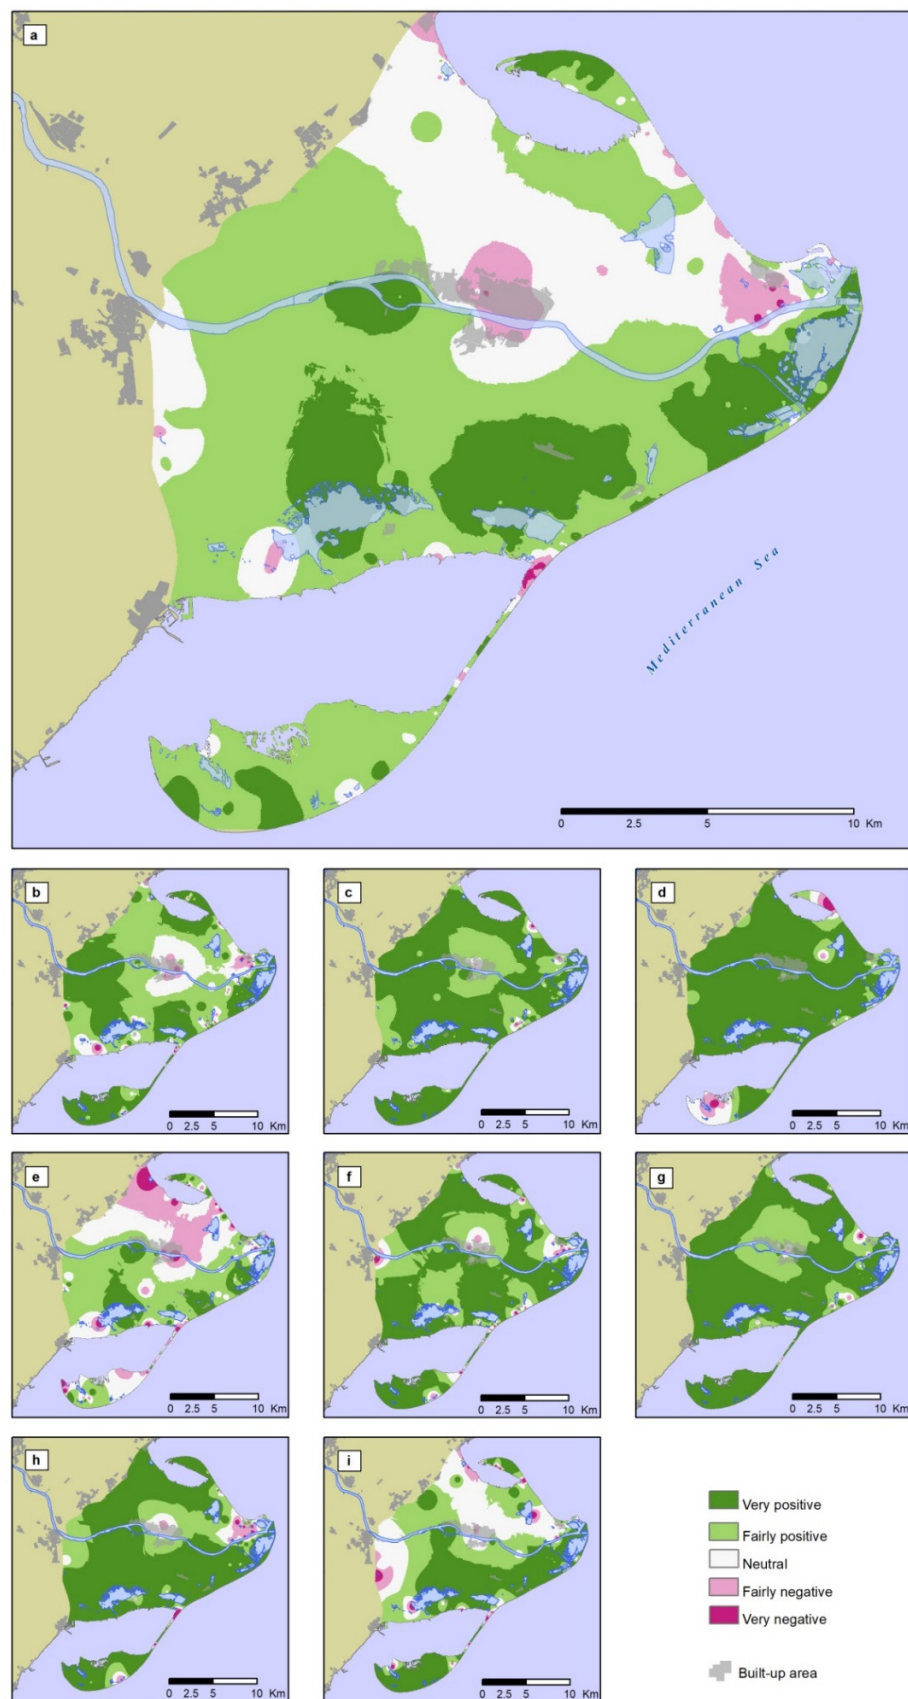 a
Mediterranean Sea
0 2.5 5 10 Km
b
0 2.5 5 10 Km
c
0 2.5 5 10 Km
d
0 2.5 5 10 Km
e
0 2.5 5 10 Km
f
0 2.5 5 10 Km
g
0 2.5 5 10 Km
h
0 2.5 5 10 Km
i
0 2.5 5 10 Km
Very positive
Fairly positive
Neutral
Fairly negative
Very negative
Built-up area